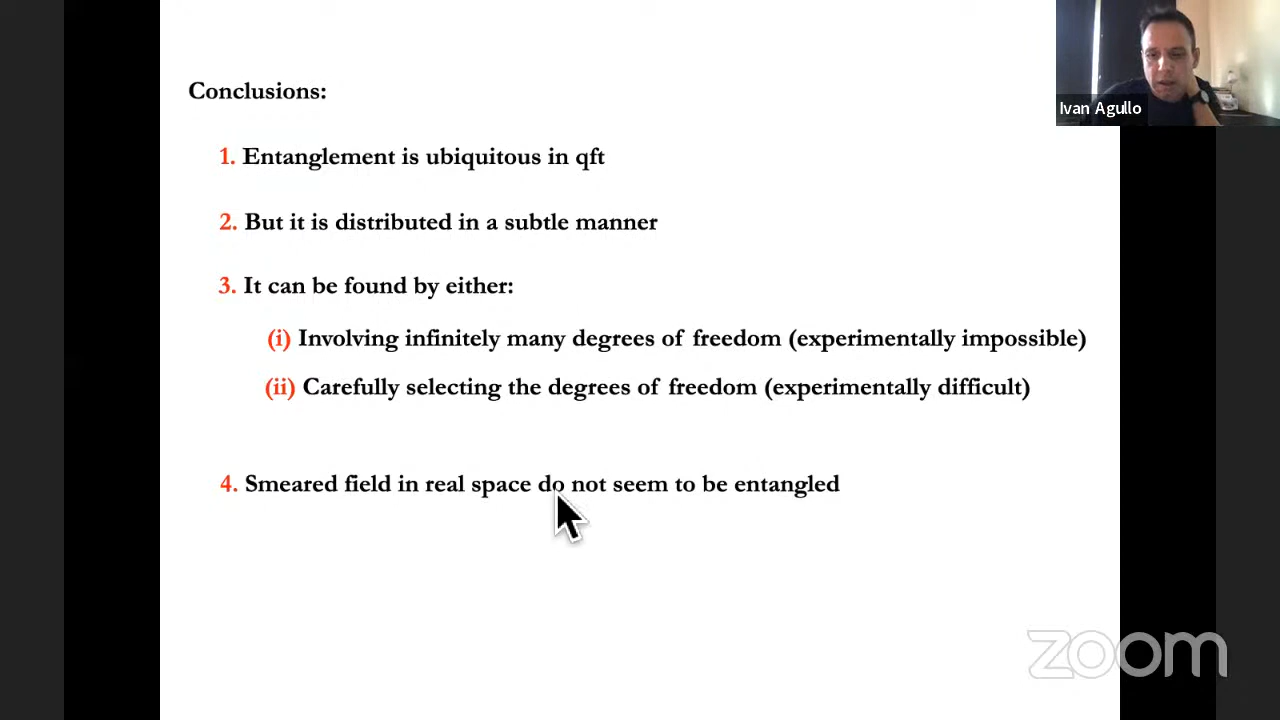 Ivan Agullo
Conclusions:
1. Entanglement is ubiquitous in qft
2. But it is distributed in a subtle manner
3. It can be found by either:
(i) Involving infinitely many degrees of freedom (experimentally impossible)
(ii) Carefully selecting the degrees of freedom (experimentally difficult)
4. Smeared field in real space do not seem to be entangled
zoom